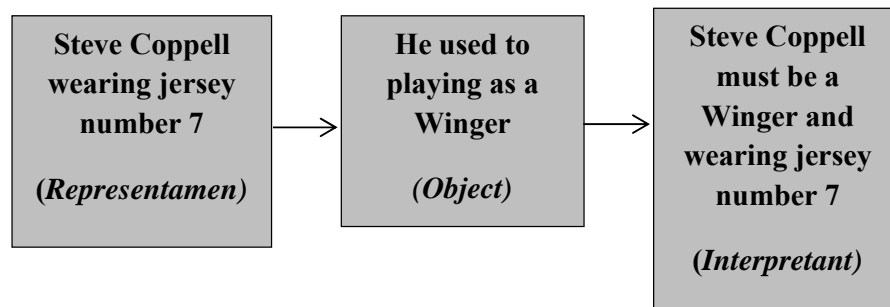 Steve Coppell
wearing jersey
number 7
(Representamen)
He used to
playing as a
Winger
(Object)
Steve Coppell
must be a
Winger and
wearing jersey
number 7
(Interpretant)